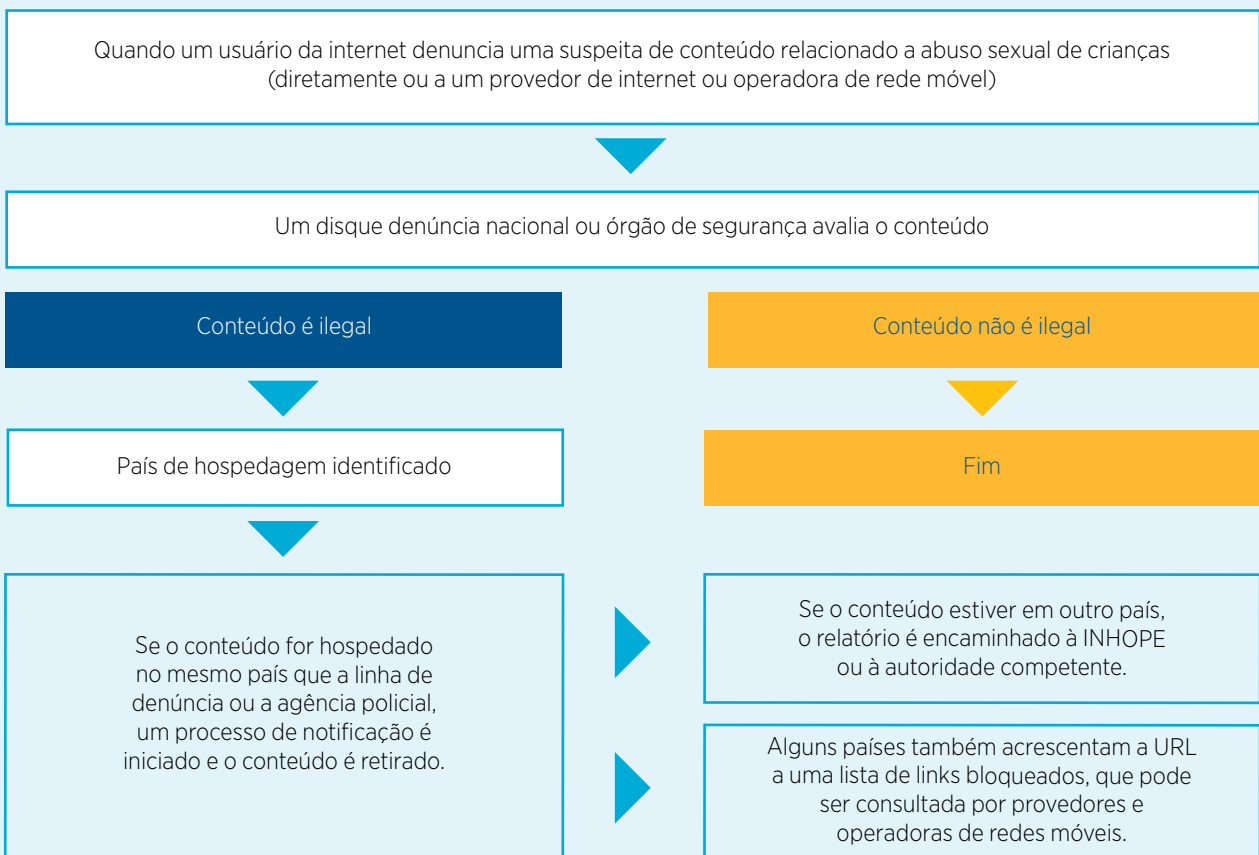 Quando um usuário da internet denuncia uma suspeita de conteúdo relacionado a abuso sexual de crianças
(diretamente ou a um provedor de internet ou operadora de rede móvel)
Um disque denúncia nacional ou órgão de segurança avalia o conteúdo
Conteúdo é ilegal
Conteúdo não é ilegal
País de hospedagem identificado
Fim
Se o conteúdo for hospedado
no mesmo país que a linha de
denúncia ou a agência policial,
um processo de notificação é
iniciado e o conteúdo é retirado.
Se o conteúdo estiver em outro país,
o relatório é encaminhado à INHOPE
ou à autoridade competente.
Alguns países também acrescentam a URL
a uma lista de links bloqueados, que pode
ser consultada por provedores e
operadoras de redes móveis.